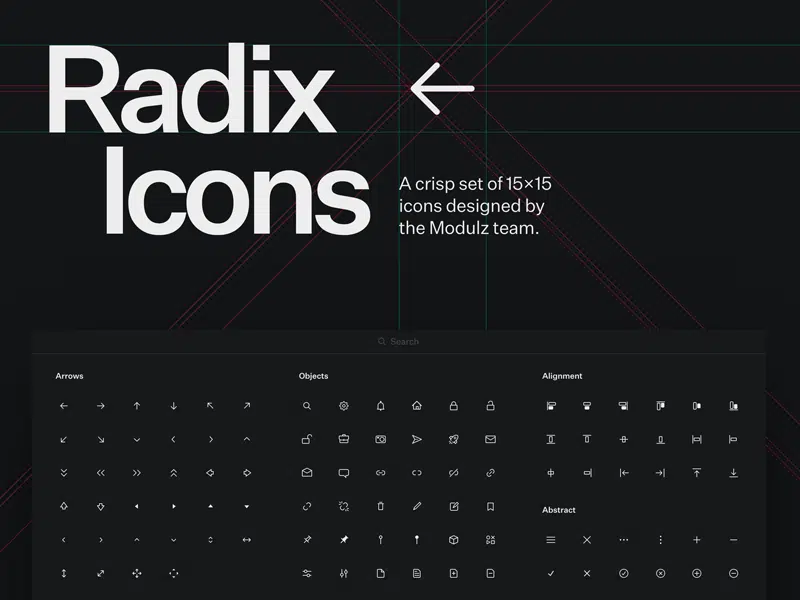 Radix
Icons
A crisp set of 15×15
icons designed by
the Modulz team.
Search
Arrows
Objects
Alignment
Abstract